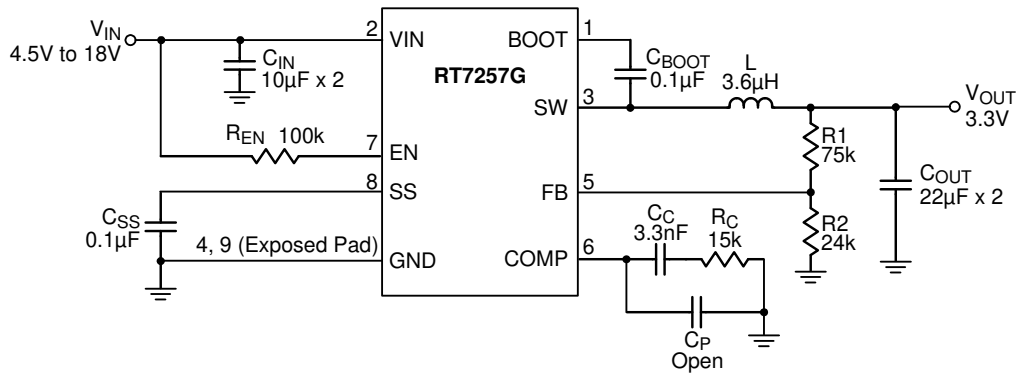 VIN
4.5V to 18V
2
VIN
CIN
10µF x 2
REN 100k
7
EN
8
SS
CSS
0.1µF
4, 9 (Exposed Pad)
GND
RT7257G
BOOT
1
CBOOT
0.1µF
SW
3
L
3.6µH
VOUT
3.3V
R1
75k
COUT
22µF x 2
FB
5
R2
24k
COMP
6
CC
3.3nF
RC
15k
CP
Open